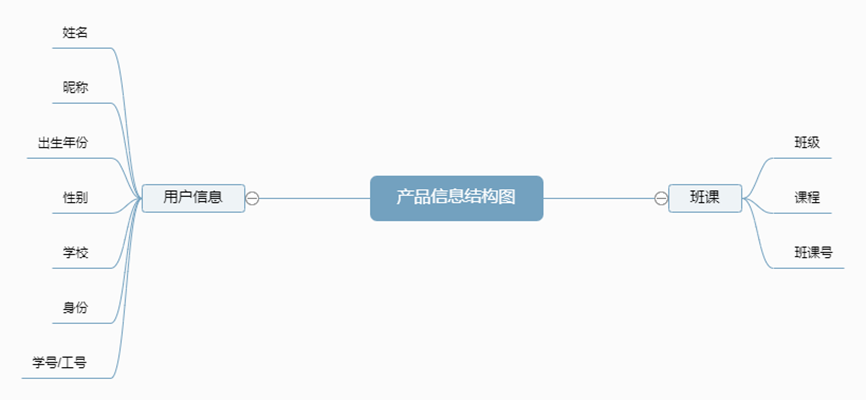 产品信息结构图
用户信息
姓名
昵称
出生年份
性别
学校
身份
学号/工号
班课
班级
课程
班课号